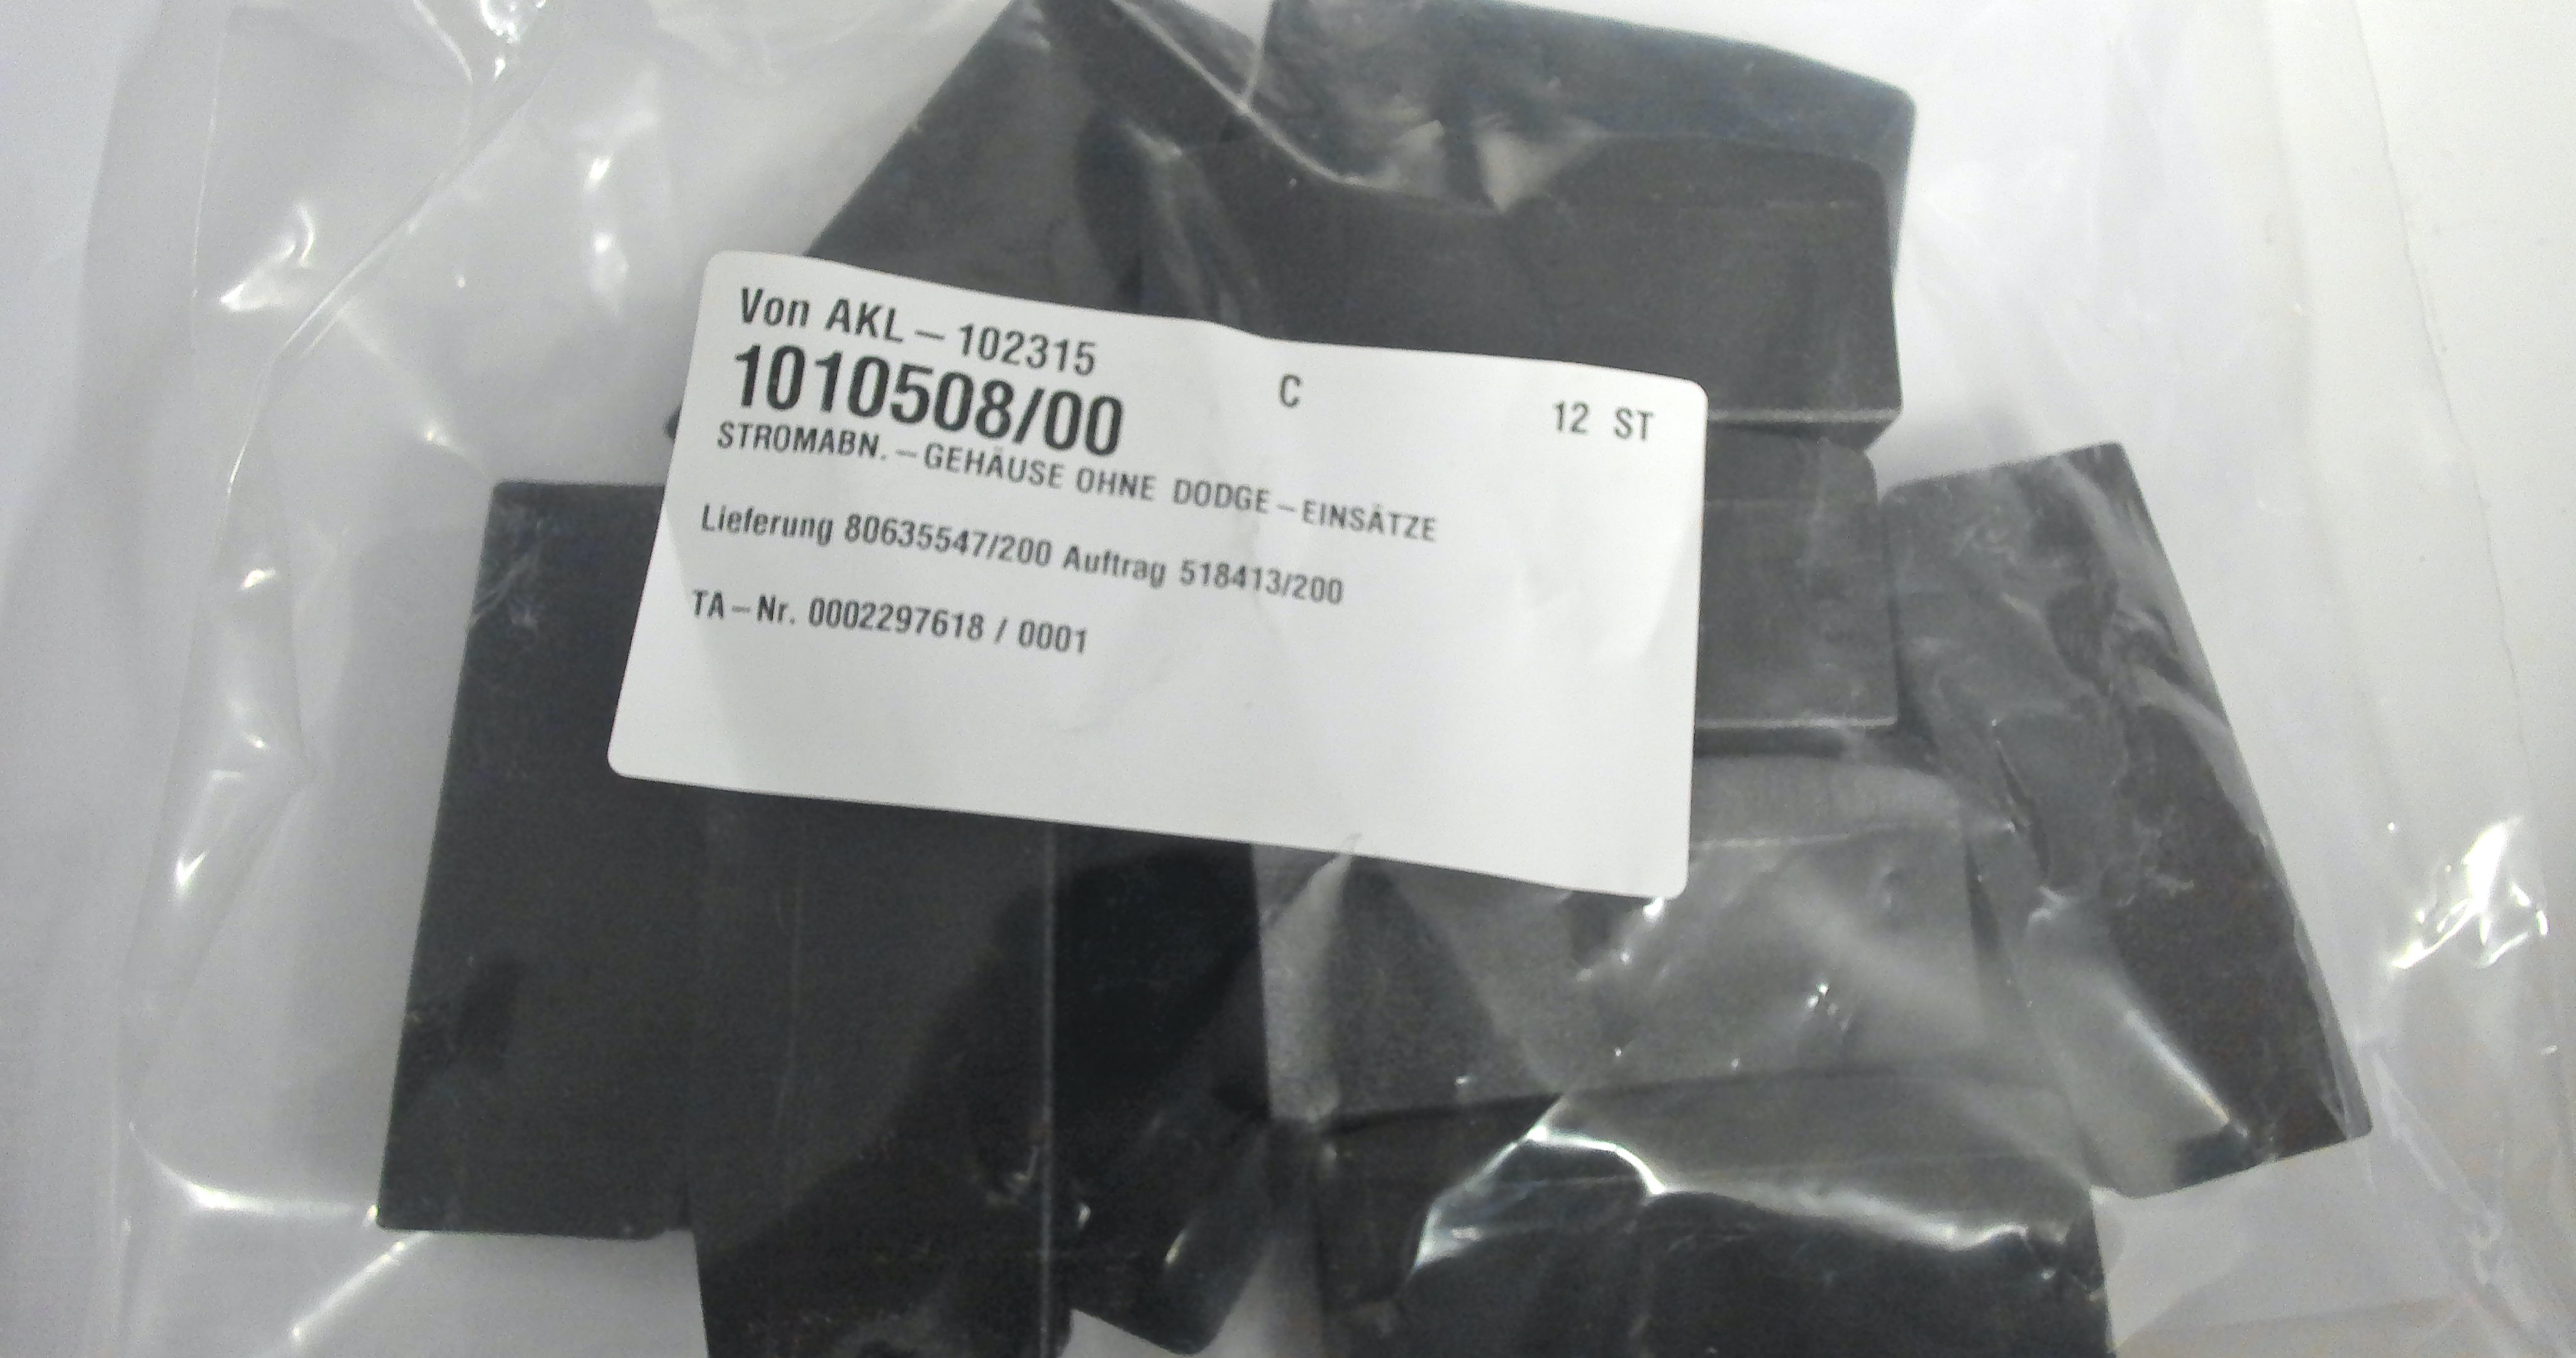 Von AKL – 102315
1010508/00 C 12 ST
STROMABN. – GEHÄUSE OHNE DODGE – EINSÄTZE
Lieferung 80635547/200 Auftrag 518413/200
TA – Nr. 0002297618 / 0001